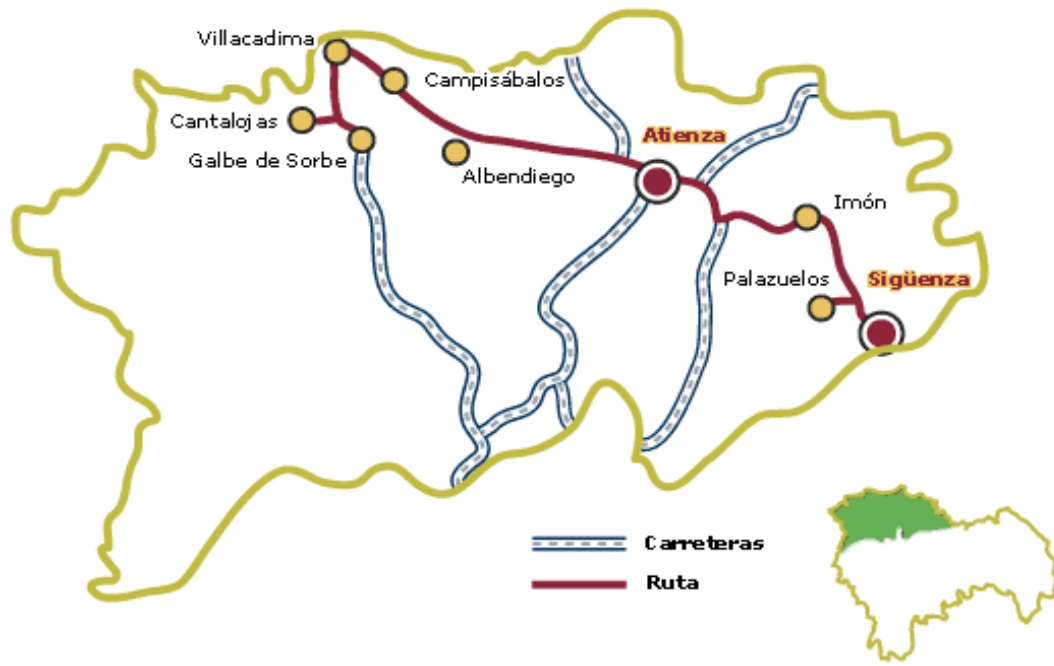 Villacadima
Campisábalos
Cantalojas
Atienza
Galbe de Sorbe
Albendiego
Imón
Palazuelos
Sigüenza
Carreteras
Ruta